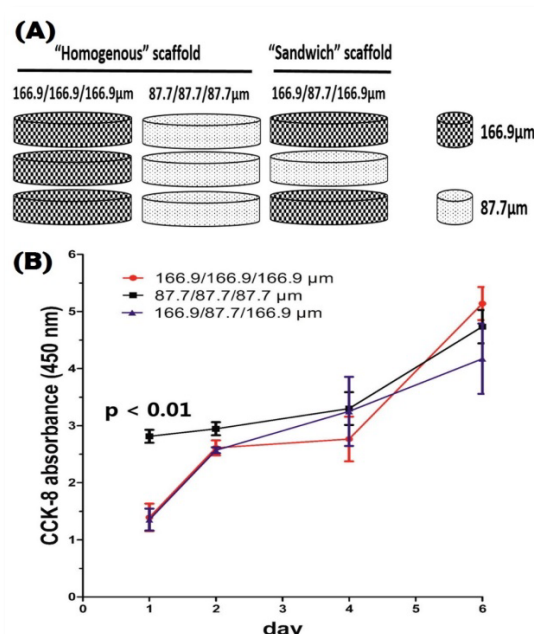 (A)
“Homogenous” scaffold “Sandwich” scaffold
166.9/166.9/166.9μm 87.7/87.7/87.7μm 166.9/87.7/166.9μm
166.9μm
87.7μm
(B)
6
5
4
3
2
1
0
CCK-8 absorbance (450 nm)
166.9/166.9/166.9 μm
87.7/87.7/87.7 μm
166.9/87.7/166.9 μm
p < 0.01
0 1 2 3 4 5 6
day